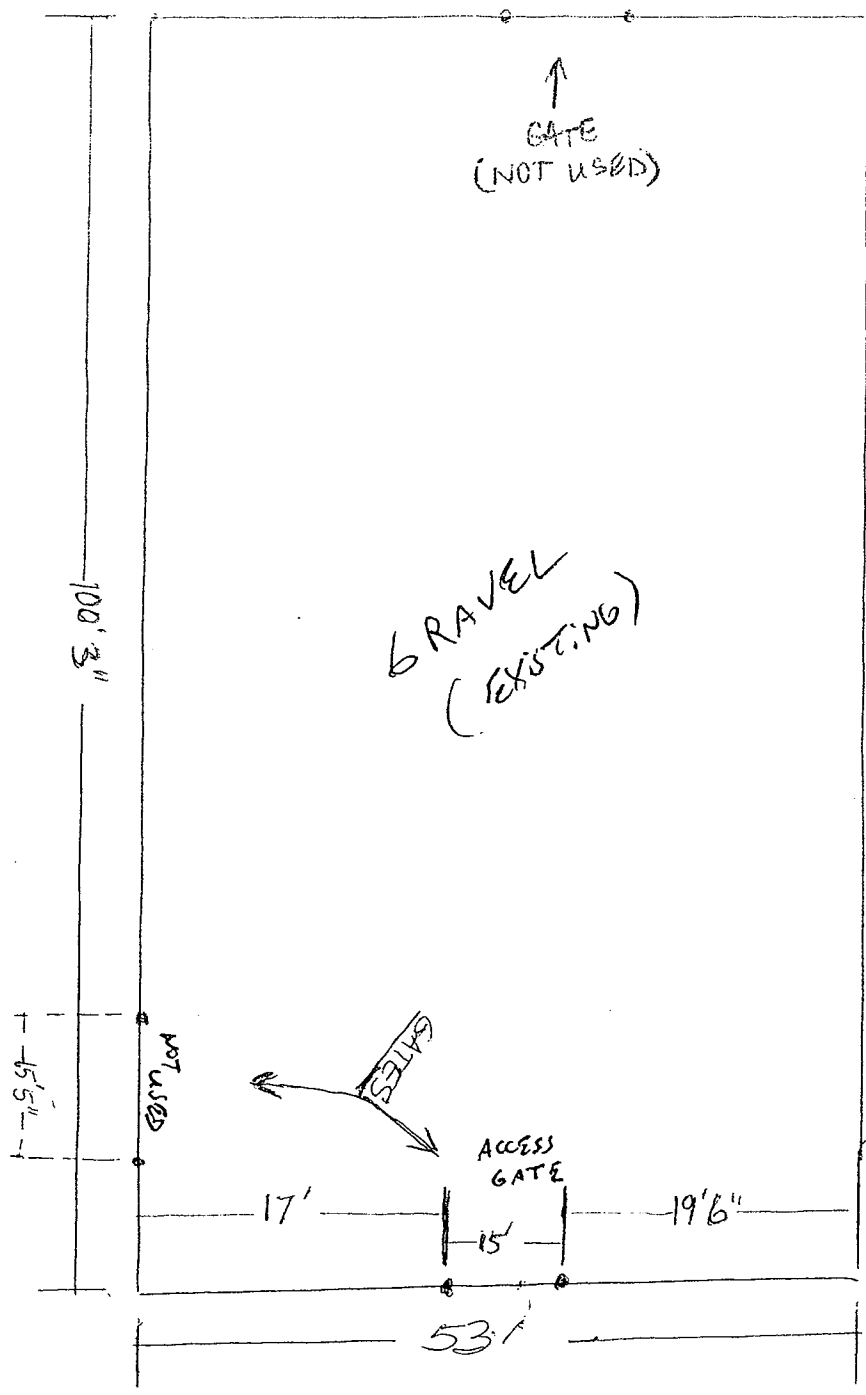 GATE
(NOT USED)
GRAVEL
(EXISTING)
100' 3"
GATES
NOT USED
15'5"
ACCESS
GATE
17'
15'
19'6"
53'